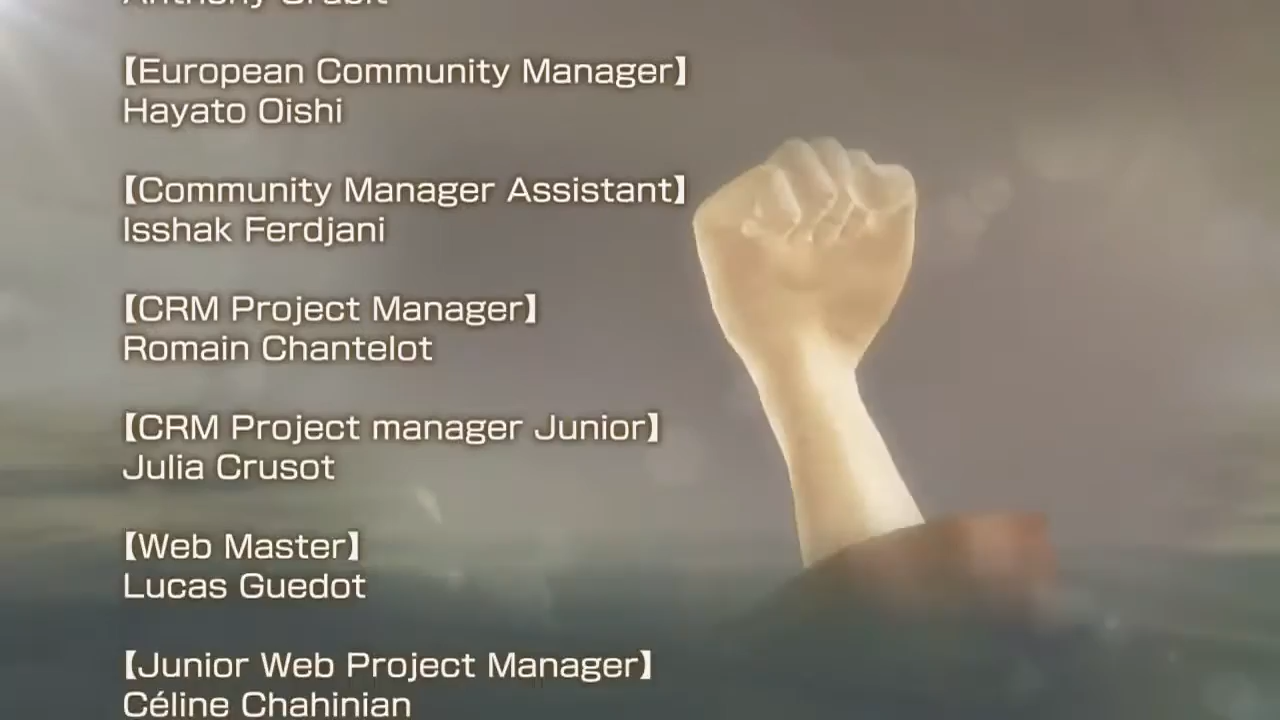 【European Community Manager】
Hayato Oishi
【Community Manager Assistant】
Isshak Ferdjani
【CRM Project Manager】
Romain Chantelot
【CRM Project manager Junior】
Julia Crusot
【Web Master】
Lucas Guedot
【Junior Web Project Manager】
Céline Chahinian